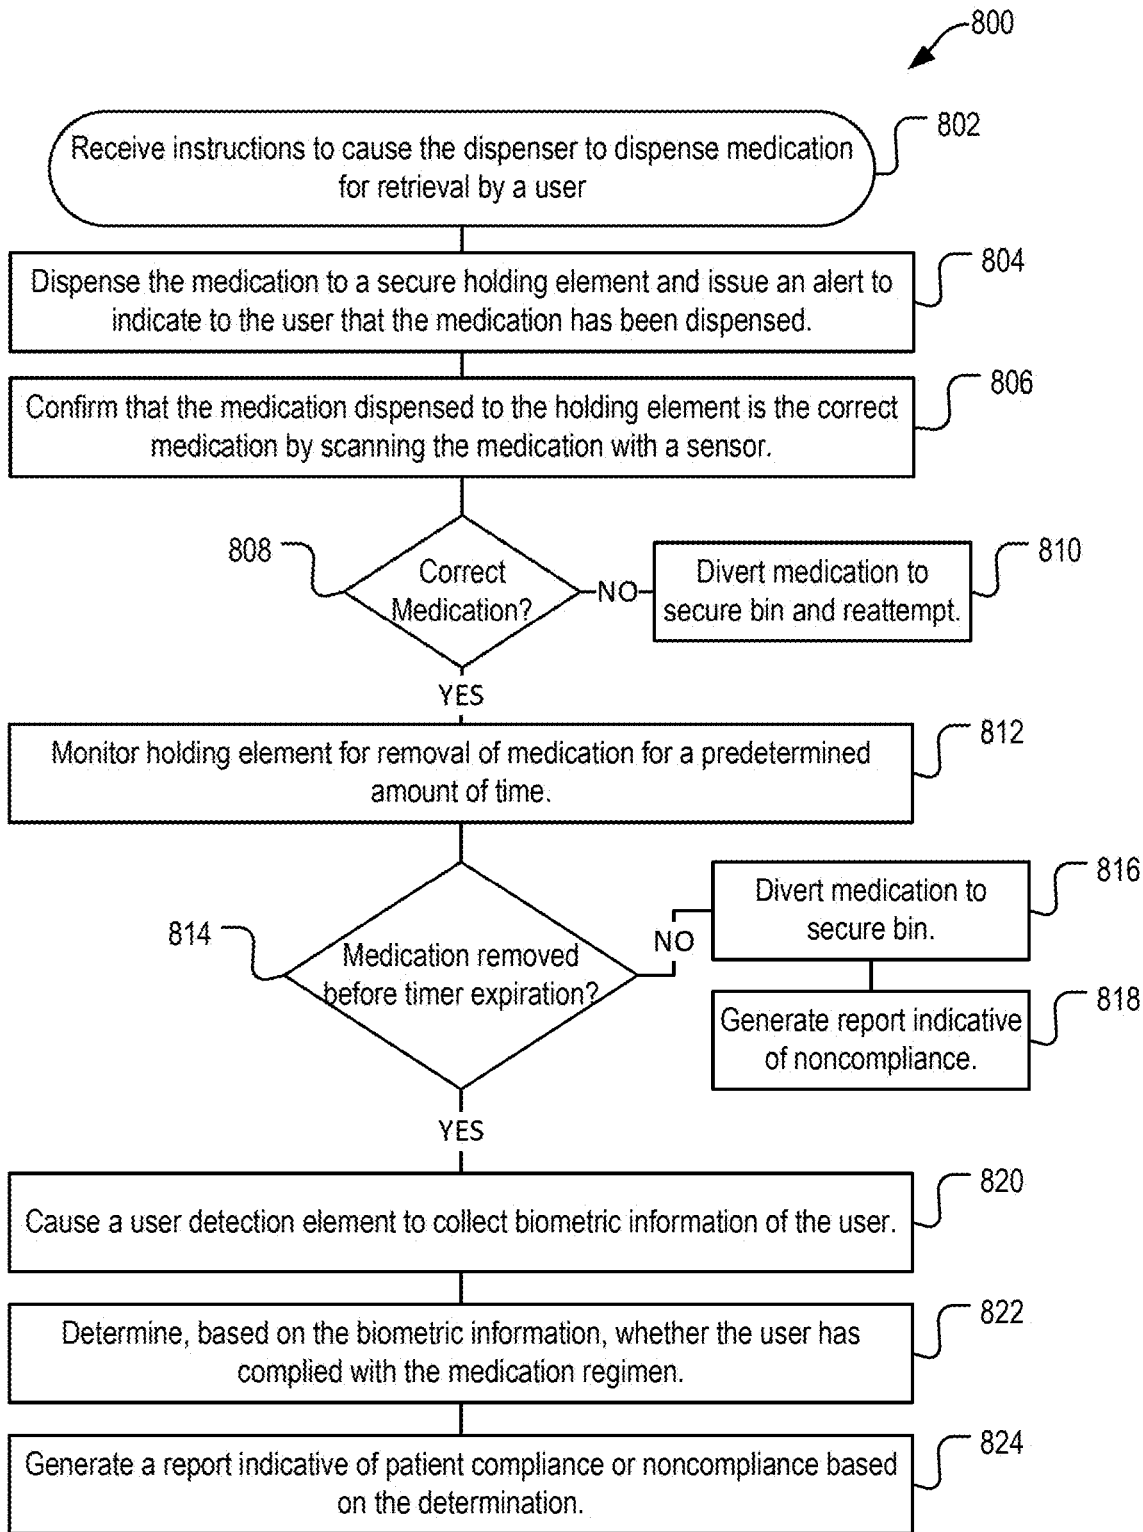 800
802
Receive instructions to cause the dispenser to dispense medication
for retrieval by a user
804
Dispense the medication to a secure holding element and issue an alert to
indicate to the user that the medication has been dispensed.
806
Confirm that the medication dispensed to the holding element is the correct
medication by scanning the medication with a sensor.
808
Correct
Medication?
NO
Divert medication to
secure bin and reattempt.
810
YES
812
Monitor holding element for removal of medication for a predetermined
amount of time.
814
Medication removed
before timer expiration?
NO
Divert medication to
secure bin.
816
Generate report indicative
of noncompliance.
818
YES
820
Cause a user detection element to collect biometric information of the user.
822
Determine, based on the biometric information, whether the user has
complied with the medication regimen.
824
Generate a report indicative of patient compliance or noncompliance based
on the determination.